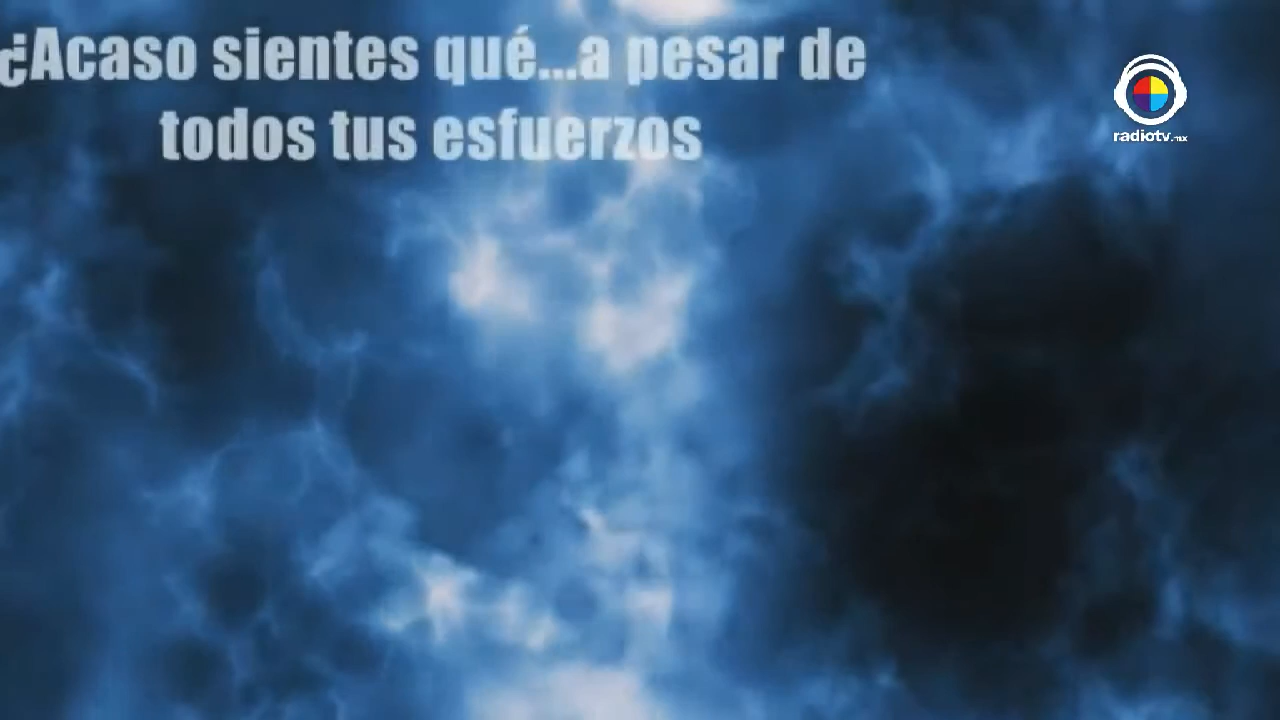 ¿Acaso sientes qué...a pesar de
todos tus esfuerzos
radiotv.mx